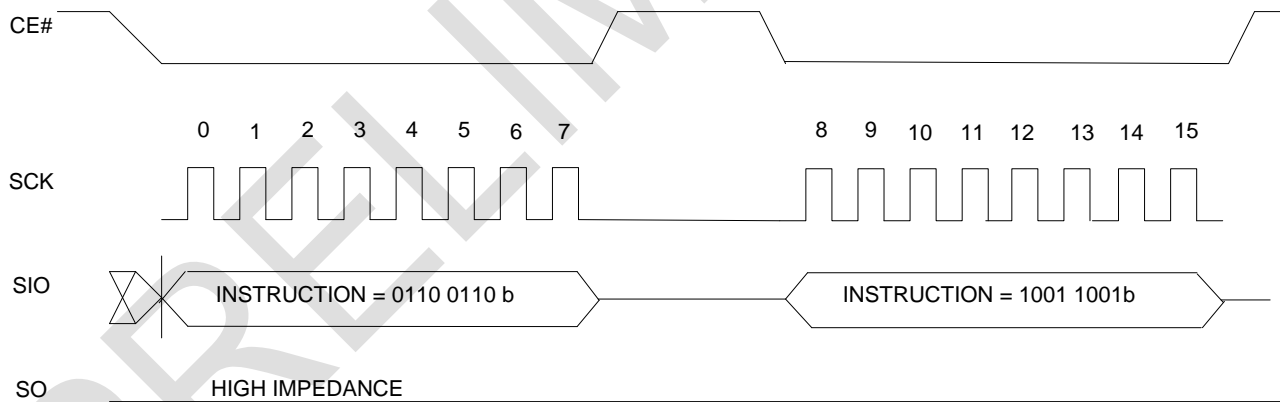 CE#
0 1 2 3 4 5 6 7 8 9 10 11 12 13 14 15
SCK
SIO INSTRUCTION = 0110 0110 b INSTRUCTION = 1001 1001b
SO HIGH IMPEDANCE
PRELIM